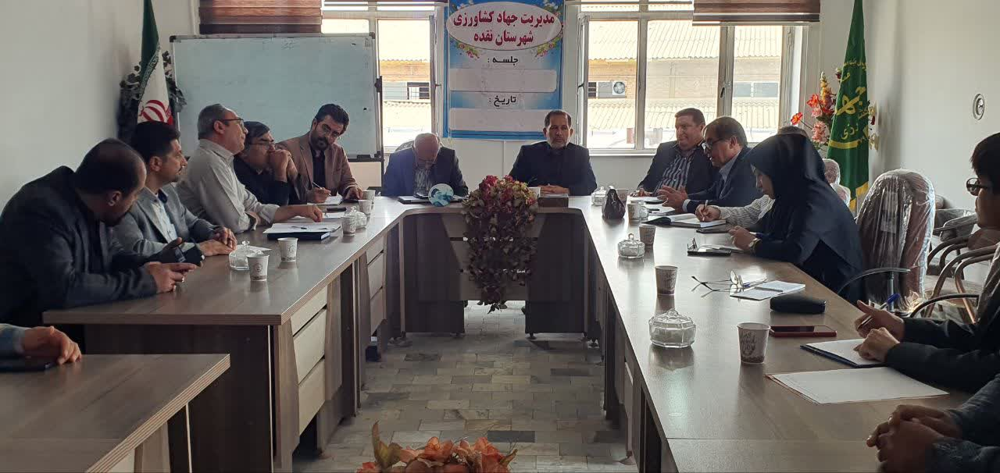 مدیریت جهاد کشاورزی
شهرستان نقده
جلسه :
تاریخ :